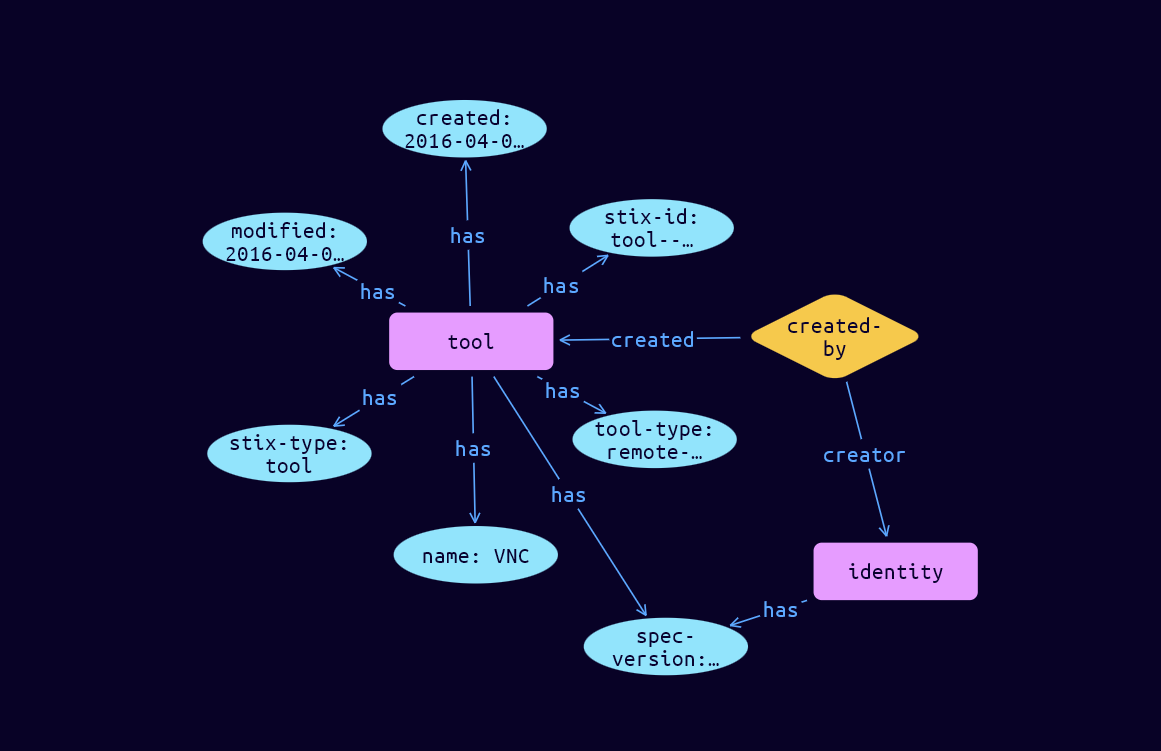 created:
2016-04-0…
modified:
2016-04-0…
stix-id:
tool--…
has
has
has
created-
by
tool
created
has
has
stix-type:
tool
tool-type:
remote-…
has
creator
has
name: VNC
identity
has
spec-
version:…